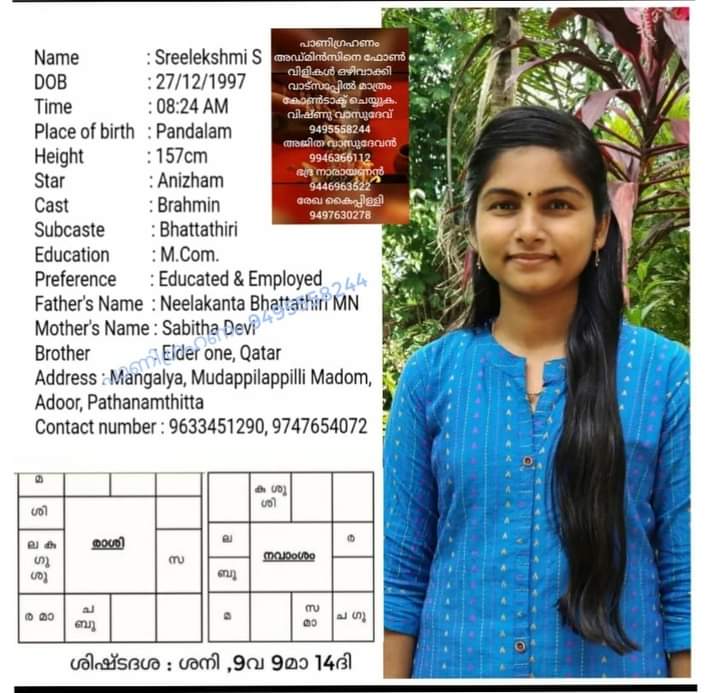 Name : Sreelekshmi S
DOB : 27/12/1997
Time : 08:24 AM
Place of birth : Pandalam
Height : 157cm
Star : Anizham
Cast : Brahmin
Subcaste : Bhattathiri
Education : M.Com.
Preference : Educated & Employed
Father's Name : Neelakanta Bhattathiri MN
Mother's Name : Sabitha Devi
Brother : Elder one, Qatar
Address : Mangalya, Mudappilappilli Madom,
Adoor, Pathanamthitta
Contact number : 9633451290, 9747654072
പാണിഗ്രഹണം
അഡ്മിൻസിനെ ഫോൺ
വിളികൾ ഒഴിവാക്കി
വാട്സാപ്പിൽ മാത്രം
കോൺടാക്ട് ചെയ്യുക.
വിഷ്ണു വാസുദേവ്
9495558244
അജിത വാസുദേവൻ
9946366112
ഭദ്ര നാരായണൻ
9446963522
രേഖ കൈപ്പിള്ളി
9497630278
പാണിഗ്രഹണം 9495558244
മ
ശി
ല കു
ഗു
ശു
രാശി
സ
ര മാ
ച
ബു
കു ശു
ശി
ല
നവാംശം
ര
ബു
മ
സ
മാ
ച ഗു
ശിഷ്ടദശ : ശനി ,9വ 9മാ 14ദി